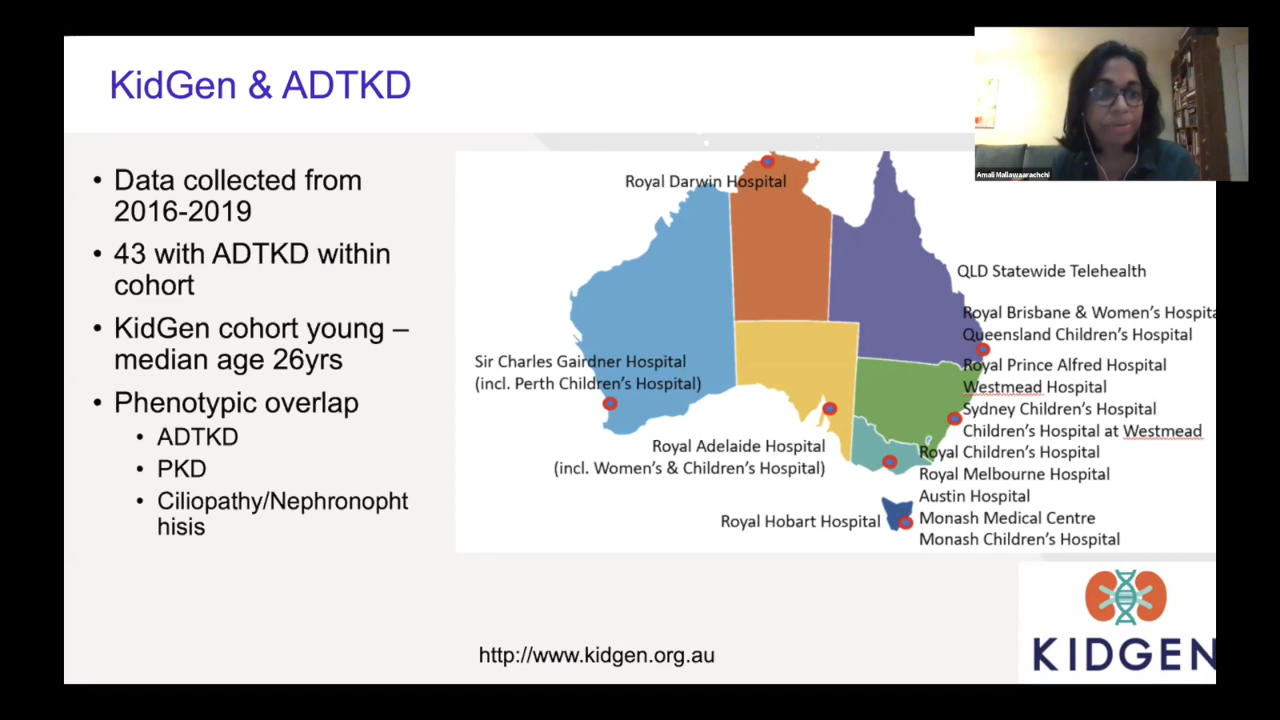 KidGen & ADTKD
Amali Mallawaarachchi
• Data collected from
2016-2019
• 43 with ADTKD within
cohort
• KidGen cohort young –
median age 26yrs
• Phenotypic overlap
• ADTKD
• PKD
• Ciliopathy/Nephronopht
hisis
Royal Darwin Hospital
QLD Statewide Telehealth
Royal Brisbane & Women's Hospita
Queensland Children's Hospital
Sir Charles Gairdner Hospital
(incl. Perth Children's Hospital)
Royal Prince Alfred Hospital
Westmead Hospital
Sydney Children's Hospital
Children's Hospital at Westmead
Royal Adelaide Hospital
(incl. Women's & Children's Hospital)
Royal Children's Hospital
Royal Melbourne Hospital
Austin Hospital
Monash Medical Centre
Monash Children's Hospital
Royal Hobart Hospital
http://www.kidgen.org.au
KIDGEN